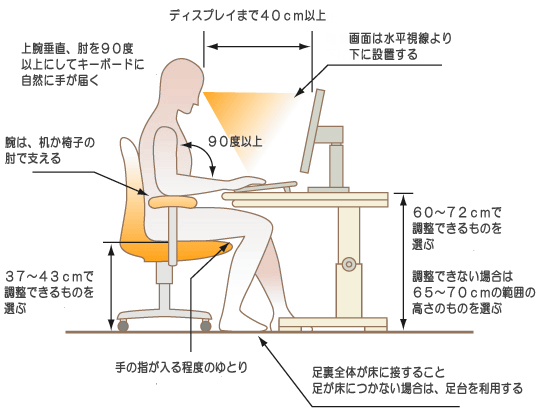 ディスプレイまで４０ｃｍ以上
上腕垂直、肘を９０度
以上にしてキーボードに
自然に手が届く
画面は水平視線より
下に設置する
９０度以上
腕は、机か椅子の
肘で支える
６０～７２ｃｍで
調整できるものを
選ぶ
調整できない場合は
６５～７０ｃｍの範囲の
高さのものを選ぶ
３７～４３ｃｍで
調整できるものを
選ぶ
手の指が入る程度のゆとり
足裏全体が床に接すること
足が床につかない場合は、足台を利用する